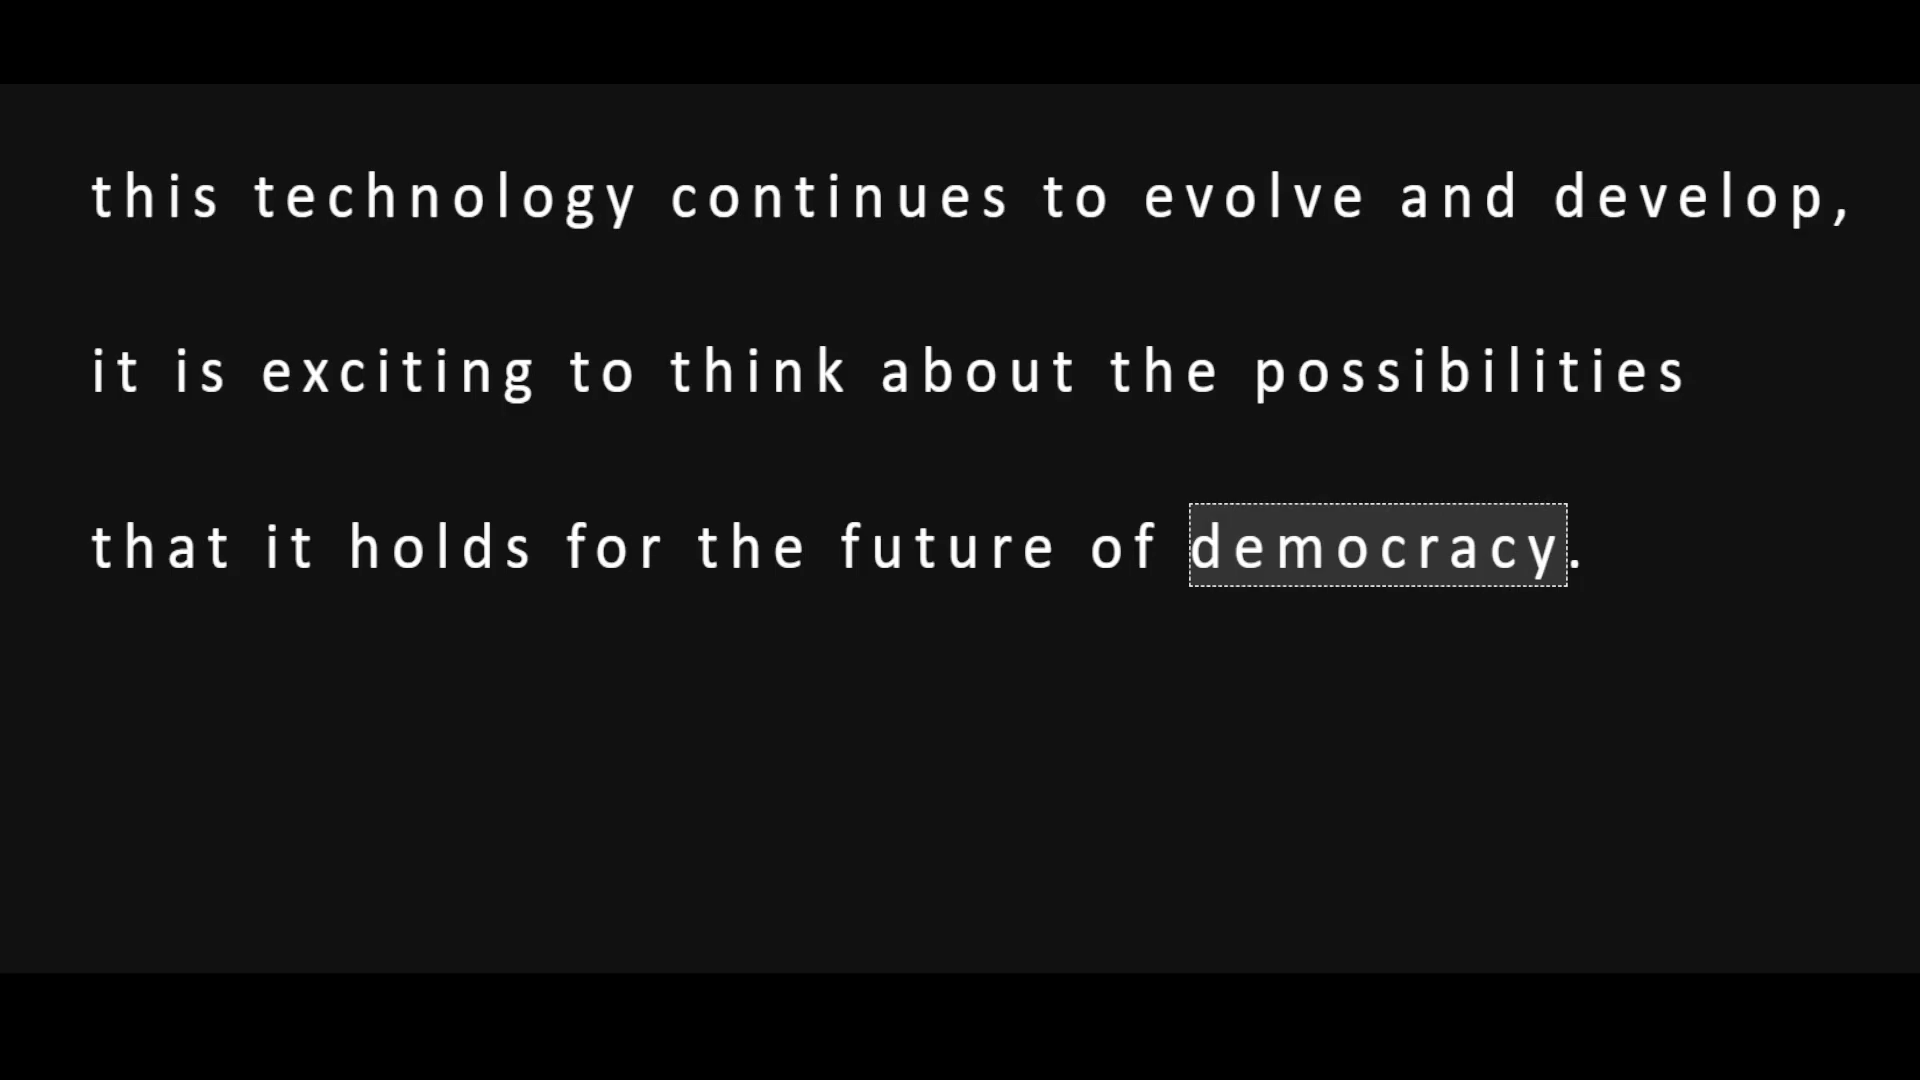 this technology continues to evolve and develop,
it is exciting to think about the possibilities
that it holds for the future of democracy.